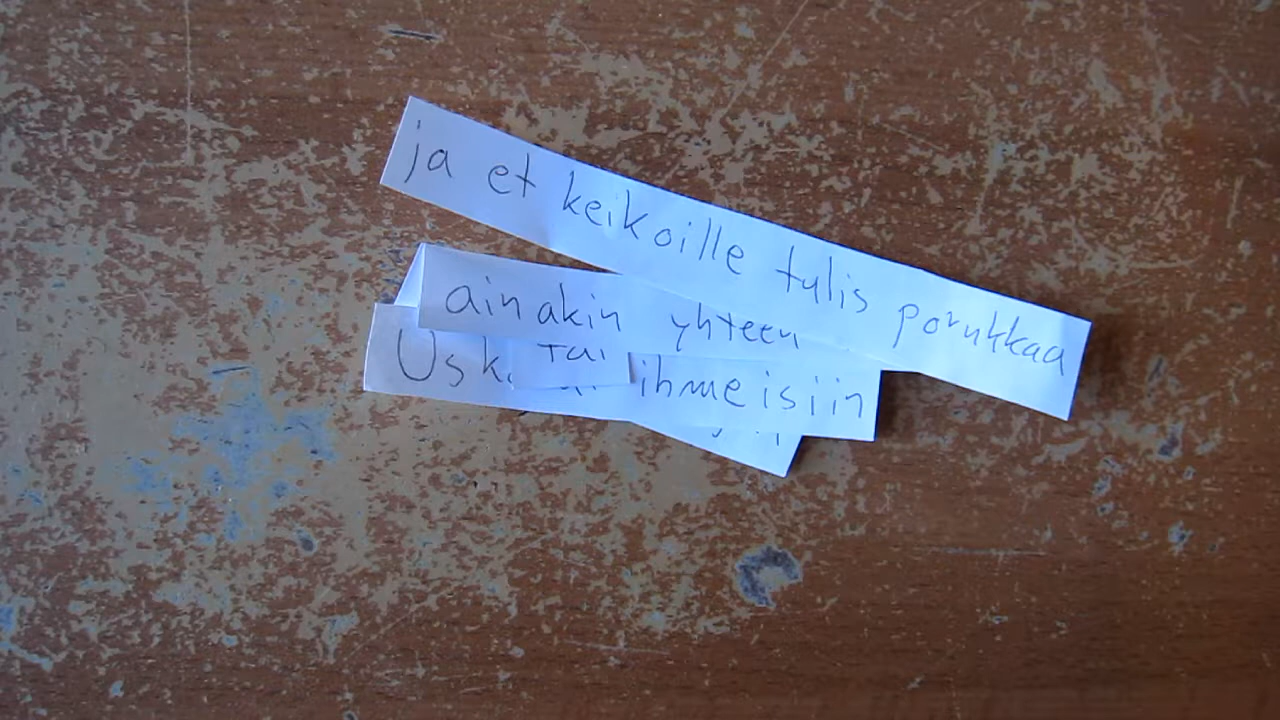 ja et keikoille tulis porukkaa
ainakin yhteen
Tai
ihmeisiin